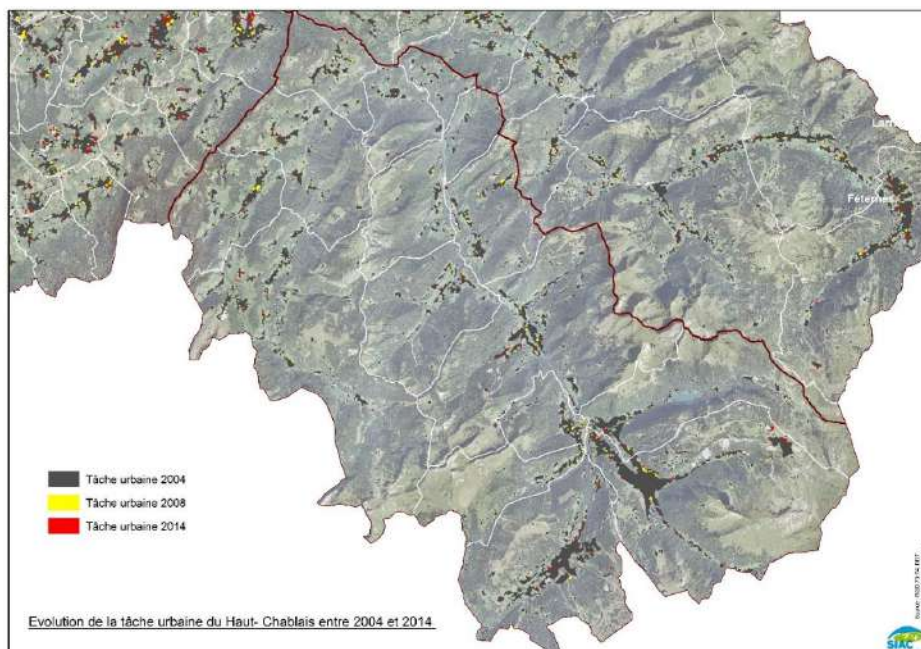 Féternes
Tâche urbaine 2004
Tâche urbaine 2008
Tâche urbaine 2014
Evolution de la tâche urbaine du Haut- Chablais entre 2004 et 2014
SIAC